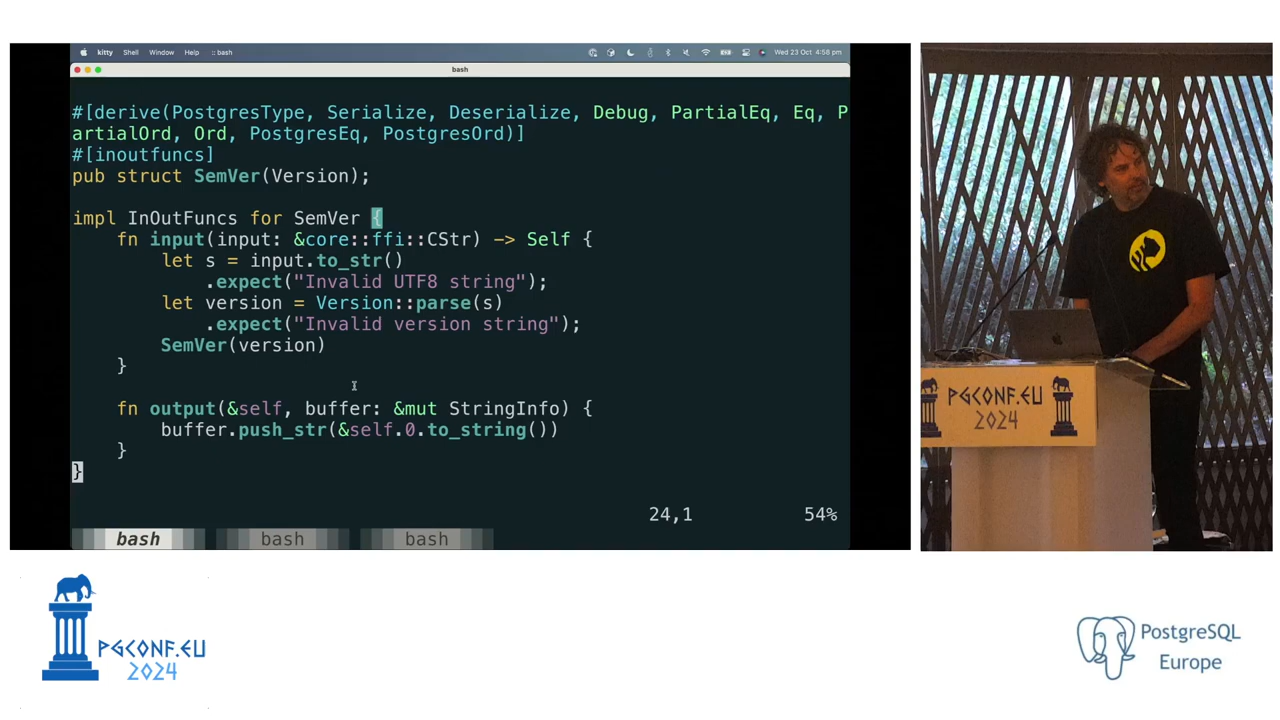 kitty Shell Window Help :: bash
Wed 23 Oct 4:58 pm
bash
#[derive(PostgresType, Serialize, Deserialize, Debug, PartialEq, Eq, P
artialOrd, Ord, PostgresEq, PostgresOrd)]
#[inoutfuncs]
pub struct SemVer(Version);
impl InOutFuncs for SemVer {
    fn input(input: &core::ffi::CStr) -> Self {
        let s = input.to_str()
            .expect("Invalid UTF8 string");
        let version = Version::parse(s)
            .expect("Invalid version string");
        SemVer(version)
    }
    fn output(&self, buffer: &mut StringInfo) {
        buffer.push_str(&self.0.to_string())
    }
}
24,1 54%
bash bash bash
PGCONF.EU
2024
PGCONF.EU
2024
PostgreSQL
Europe